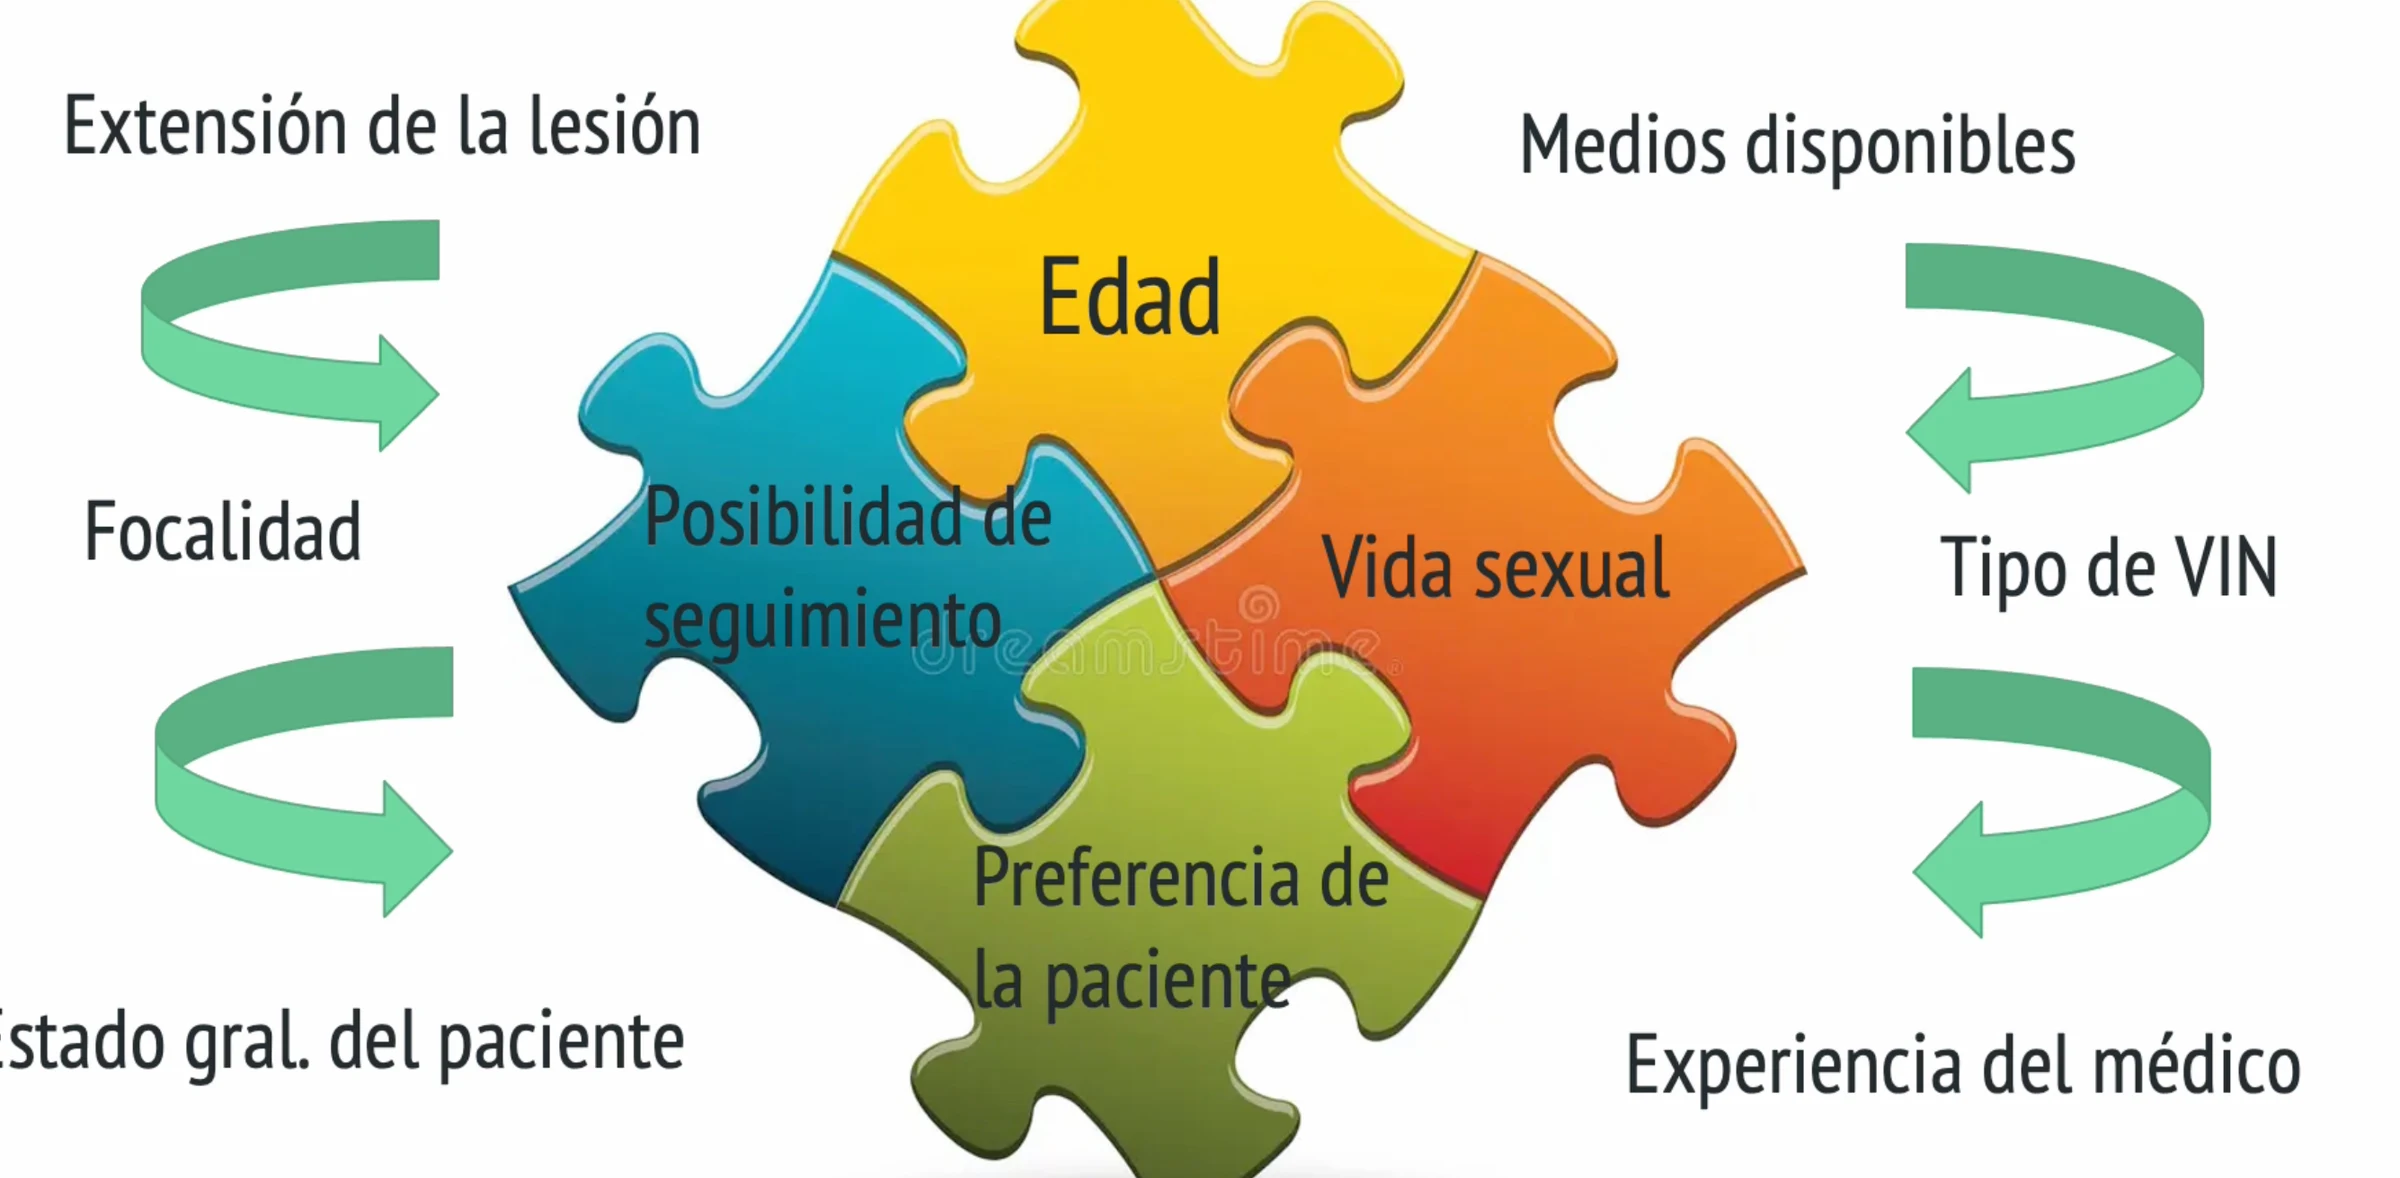 Extensión de la lesión
Medios disponibles
Edad
Posibilidad de
seguimiento
Focalidad
Vida sexual
Tipo de VIN
dreamstime®
Preferencia de
la paciente
Estado gral. del paciente
Experiencia del médico